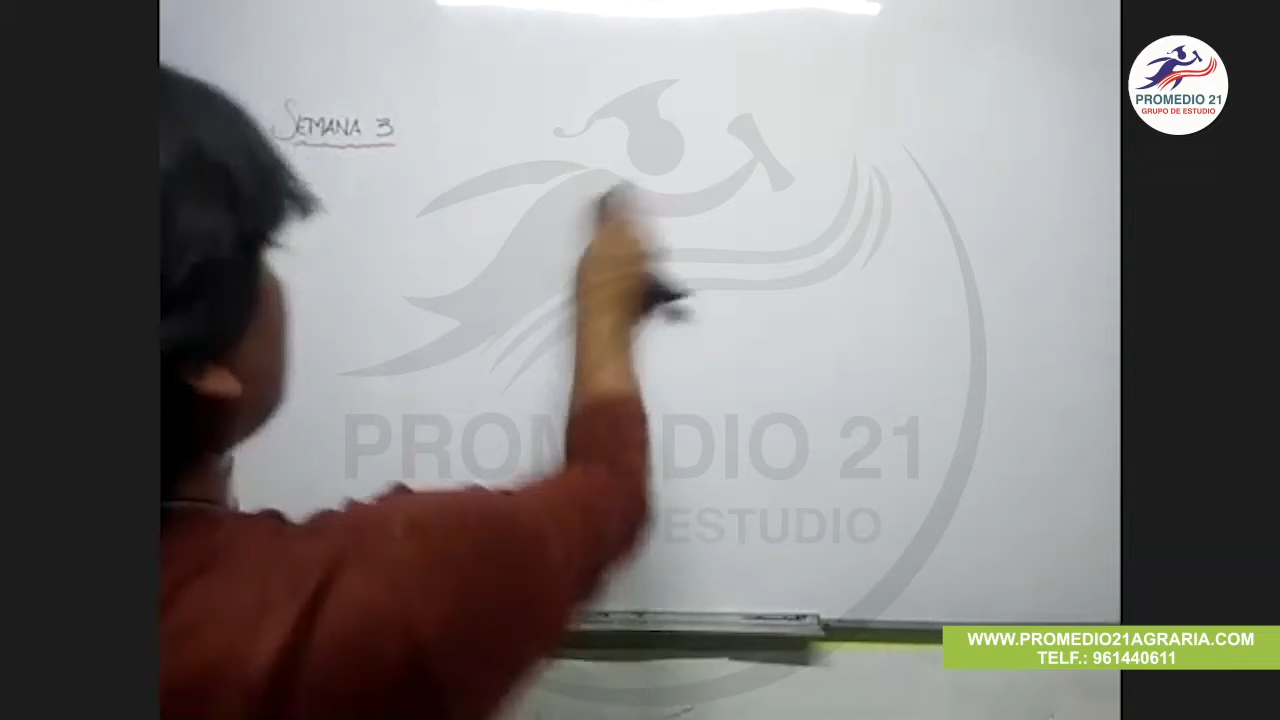 SEMANA 3
PROMEDIO 21
GRUPO DE ESTUDIO
PROMEDIO 21
ESTUDIO
WWW.PROMEDIO21AGRARIA.COM
TELF.: 961440611